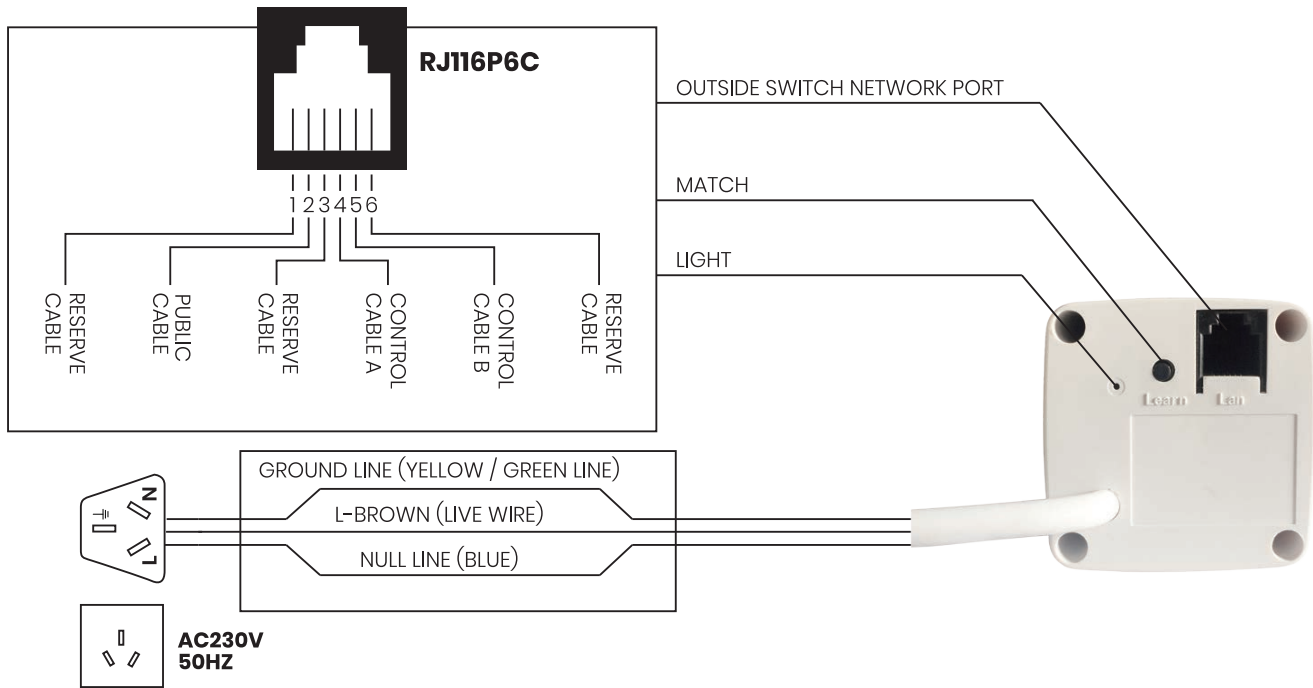 RJ116P6C
OUTSIDE SWITCH NETWORK PORT
MATCH
LIGHT
1 2 3 4 5 6
RESERVE
CABLE
PUBLIC
CABLE
RESERVE
CABLE
CONTROL
CABLE A
CONTROL
CABLE B
RESERVE
CABLE
Learn
Lan
GROUND LINE (YELLOW / GREEN LINE)
L-BROWN (LIVE WIRE)
NULL LINE (BLUE)
N
L
AC230V
50HZ